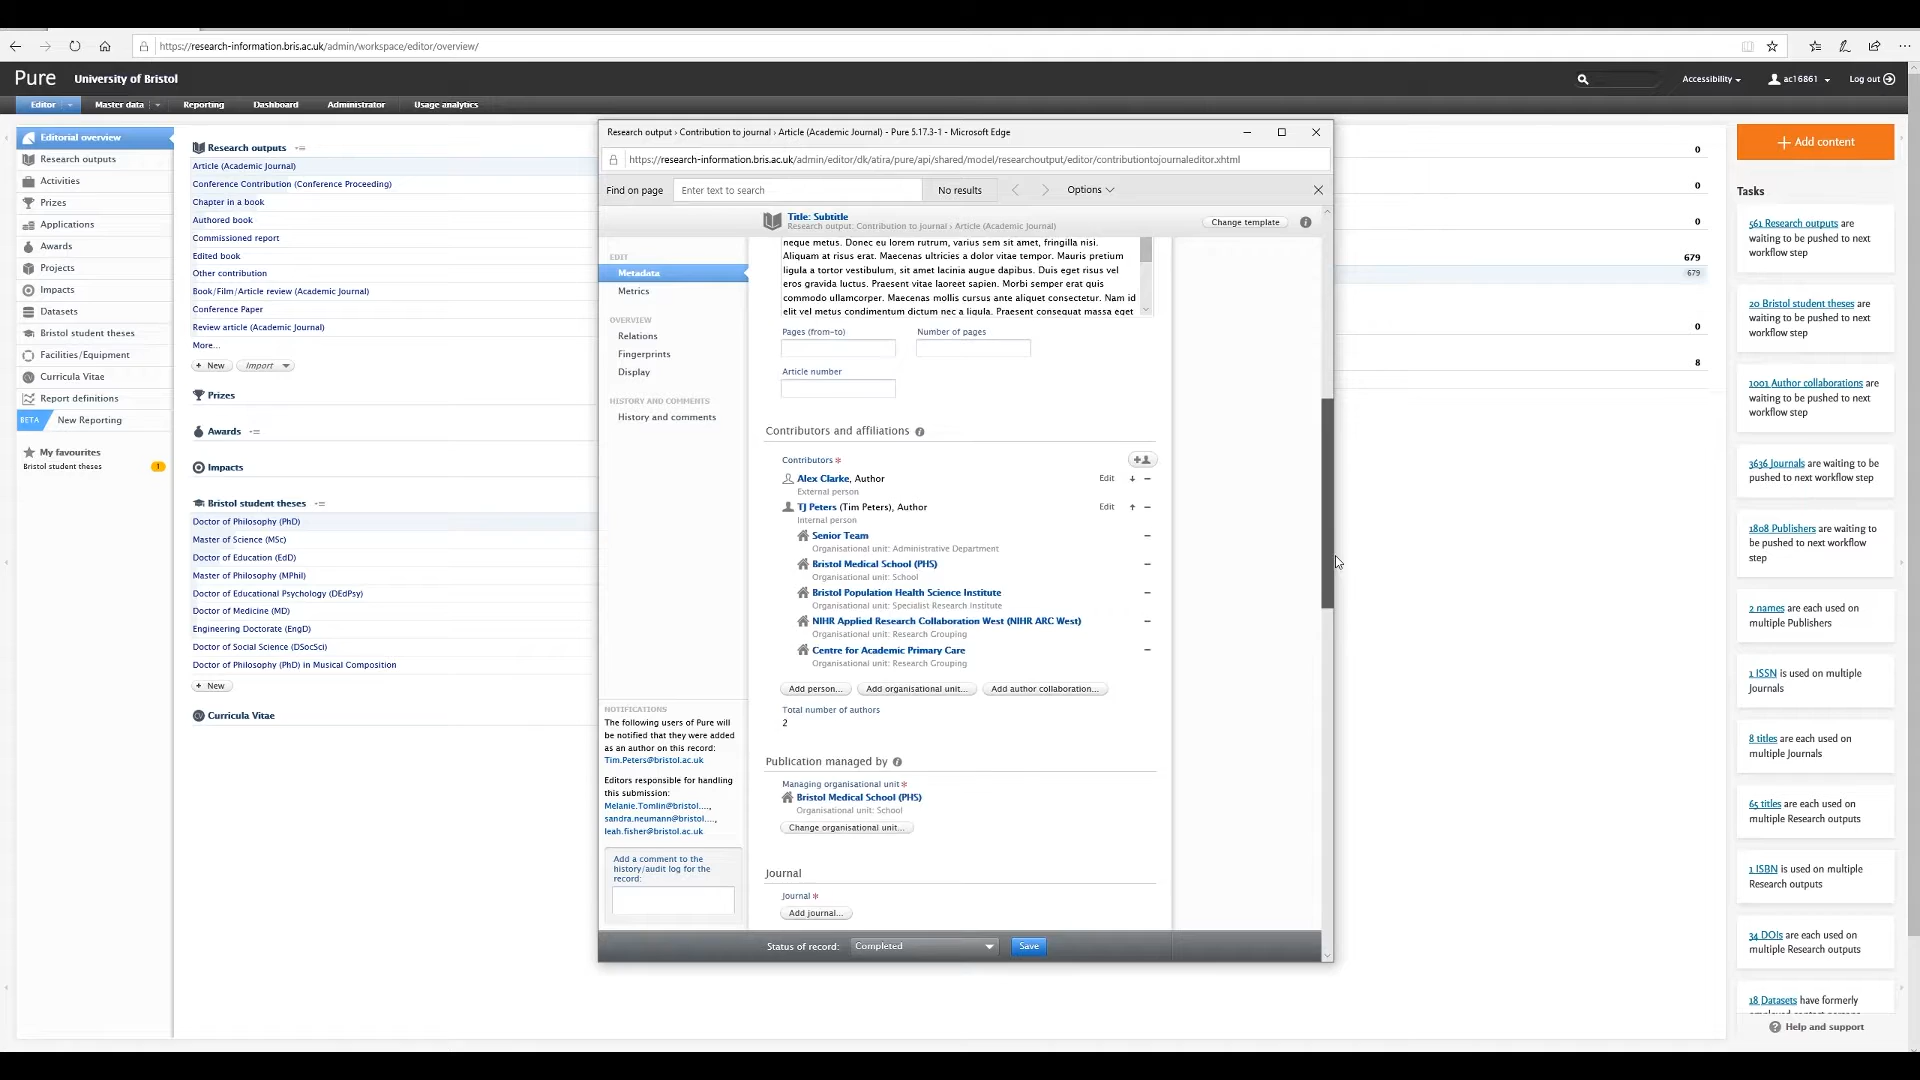 https://research-information.bris.ac.uk/admin/workspace/editor/overview/
Pure University of Bristol
Accessibility
ac16861
Log out
Editor
Master data
Reporting
Dashboard
Administrator
Usage analytics
Editorial overview
Research outputs
Activities
Prizes
Applications
Awards
Projects
Impacts
Datasets
Bristol student theses
Facilities/Equipment
Curricula Vitae
Report definitions
BETA New Reporting
My favourites
Bristol student theses 1
Research outputs
Article (Academic Journal)
Conference Contribution (Conference Proceeding)
Chapter in a book
Authored book
Commissioned report
Edited book
Other contribution
Book/Film/Article review (Academic Journal)
Conference Paper
Review article (Academic Journal)
More...
+ New
Import
Prizes
Awards
Impacts
Bristol student theses
Doctor of Philosophy (PhD)
Master of Science (MSc)
Doctor of Education (EdD)
Master of Philosophy (MPhil)
Doctor of Educational Psychology (DEdPsy)
Doctor of Medicine (MD)
Engineering Doctorate (EngD)
Doctor of Social Science (DSocSci)
Doctor of Philosophy (PhD) in Musical Composition
+ New
CV Curricula Vitae
Research output › Contribution to journal › Article (Academic Journal) - Pure 5.17.3-1 - Microsoft Edge
https://research-information.bris.ac.uk/admin/editor/dk/atira/pure/api/shared/model/researchoutput/editor/contributiontojournaleditor.xhtml
Find on page
Enter text to search
No results
Options
Title: Subtitle
Research output: Contribution to journal › Article (Academic Journal)
Change template
EDIT
Metadata
Metrics
OVERVIEW
Relations
Fingerprints
Display
HISTORY AND COMMENTS
History and comments
NOTIFICATIONS
The following users of Pure will
be notified that they were added
as an author on this record:
Tim.Peters@bristol.ac.uk
Editors responsible for handling
this submission:
Melanie.Tomlin@bristol....,
sandra.neumann@bristol....,
leah.fisher@bristol.ac.uk
Add a comment to the
history/audit log for the
record:
neque metus. Donec eu lorem rutrum, varius sem sit amet, fringilla nisi.
Aliquam at risus erat. Maecenas ultricies a dolor vitae tempor. Mauris pretium
ligula a tortor vestibulum, sit amet lacinia augue dapibus. Duis eget risus vel
eros gravida luctus. Praesent vitae laoreet sapien. Morbi semper erat quis
commodo ullamcorper. Maecenas mollis cursus ante aliquet consectetur. Nam id
elit vel metus condimentum dictum nec a ligula. Praesent consequat massa eget
Pages (from-to)
Number of pages
Article number
Contributors and affiliations
Contributors *
Alex Clarke, Author
Edit
External person
TJ Peters (Tim Peters), Author
Edit
Internal person
Senior Team
Organisational unit: Administrative Department
Bristol Medical School (PHS)
Organisational unit: School
Bristol Population Health Science Institute
Organisational unit: Specialist Research Institute
NIHR Applied Research Collaboration West (NIHR ARC West)
Organisational unit: Research Grouping
Centre for Academic Primary Care
Organisational unit: Research Grouping
Add person...
Add organisational unit...
Add author collaboration...
Total number of authors
2
Publication managed by
Managing organisational unit *
Bristol Medical School (PHS)
Organisational unit: School
Change organisational unit...
Journal
Journal *
Add journal...
Status of record:
Completed
Save
0
0
0
679
679
0
8
+ Add content
Tasks
561 Research outputs are
waiting to be pushed to next
workflow step
20 Bristol student theses are
waiting to be pushed to next
workflow step
1001 Author collaborations are
waiting to be pushed to next
workflow step
3636 Journals are waiting to be
pushed to next workflow step
1808 Publishers are waiting to
be pushed to next workflow
step
2 names are each used on
multiple Publishers
1 ISSN is used on multiple
Journals
8 titles are each used on
multiple Journals
65 titles are each used on
multiple Research outputs
1 ISBN is used on multiple
Research outputs
34 DOIs are each used on
multiple Research outputs
18 Datasets have formerly
Help and support